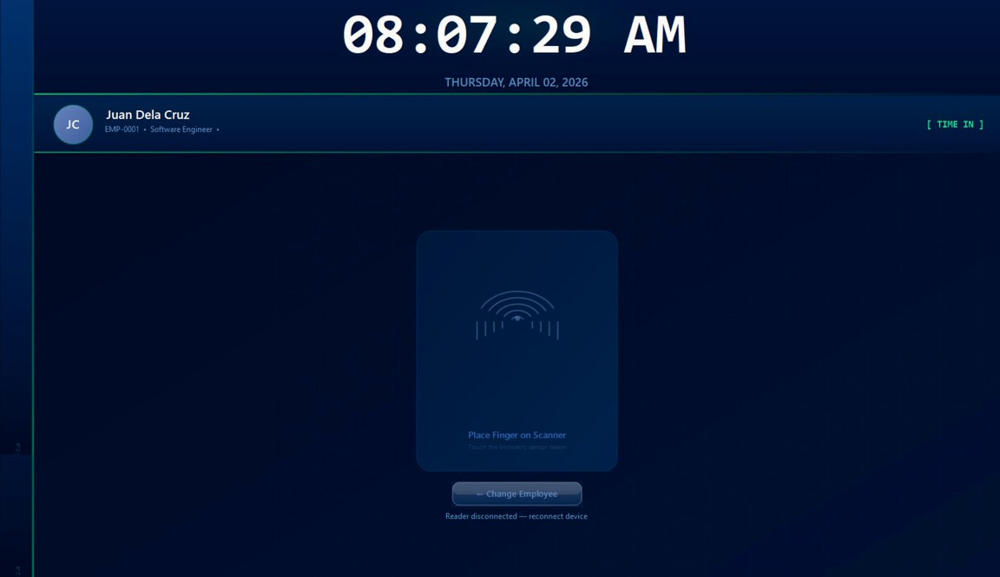 08:07:29 AM
THURSDAY, APRIL 02, 2026
JC
Juan Dela Cruz
EMP-0001 • Software Engineer •
[ TIME IN ]
Place Finger on Scanner
Touch the biometric sensor below
← Change Employee
Reader disconnected — reconnect device